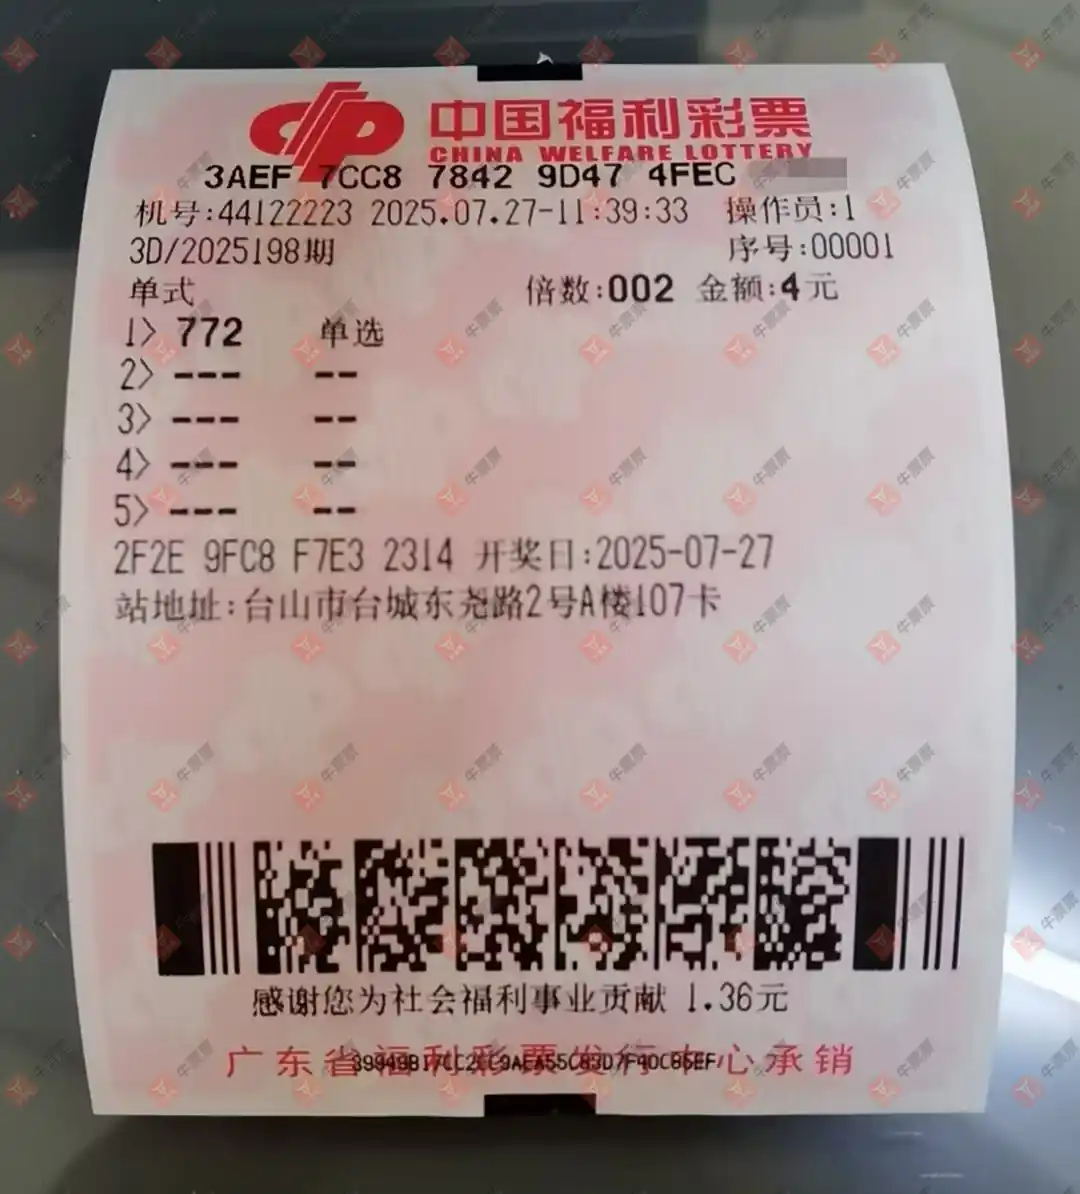 中国福利彩票
CHINA WELFARE LOTTERY
3AEF 7CC8 7842 9D47 4FEC
机号:44122223 2025.07.27-11:39:33 操作员:1
3D/2025198期 序号:00001
单式 倍数:002 金额:4元
1> 772 单选
2> --- --
3> --- --
4> --- --
5> --- --
2F2E 9FC8 F7E3 2314 开奖日:2025-07-27
站地址:台山市台城东尧路2号A楼107卡
感谢您为社会福利事业贡献 1.36元
广东省福利彩票发行中心承销
牛票票